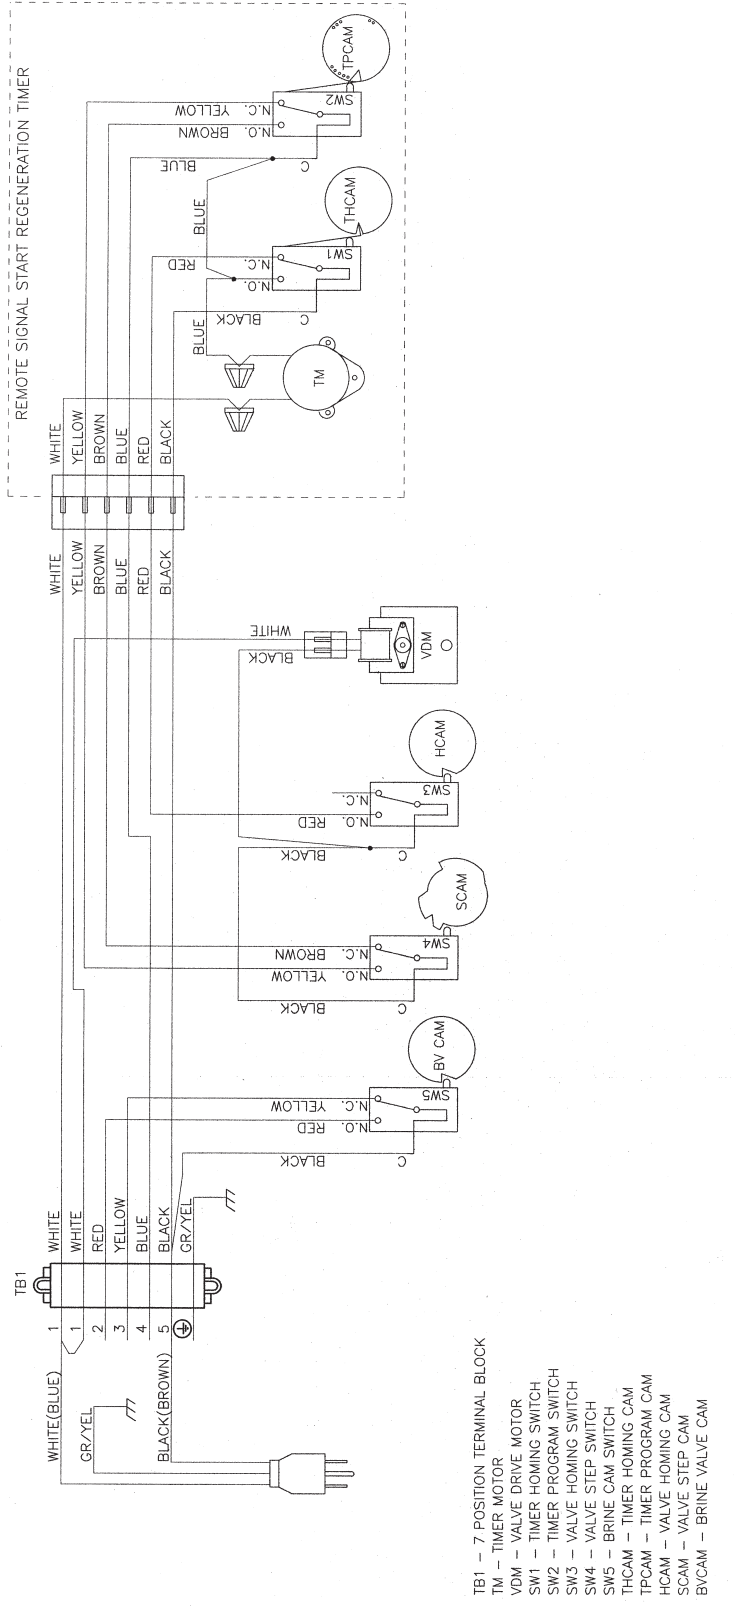 REMOTE SIGNAL START REGENERATION TIMER
TPCAM
SW2
N.C.
YELLOW
N.O.
BROWN
C
BLUE
BLUE
THCAM
SW1
N.C.
RED
N.O.
C
BLACK
BLUE
TM
WHITE
YELLOW
BROWN
BLUE
RED
BLACK
WHITE
YELLOW
BROWN
BLUE
RED
BLACK
WHITE
BLACK
VDM
HCAM
SW3
N.C.
N.O.
RED
C
BLACK
SCAM
SW4
N.C.
BROWN
N.O.
YELLOW
C
BLACK
BV CAM
SW5
N.C.
YELLOW
N.O.
RED
C
BLACK
TB1
WHITE
WHITE
RED
YELLOW
BLUE
BLACK
GR/YEL
1
1
2
3
4
5
WHITE(BLUE)
GR/YEL
BLACK(BROWN)
TB1 – 7 POSITION TERMINAL BLOCK
TM – TIMER MOTOR
VDM – VALVE DRIVE MOTOR
SW1 – TIMER HOMING SWITCH
SW2 – TIMER PROGRAM SWITCH
SW3 – VALVE HOMING SWITCH
SW4 – VALVE STEP SWITCH
SW5 – BRINE CAM SWITCH
THCAM – TIMER HOMING CAM
TPCAM – TIMER PROGRAM CAM
HCAM – VALVE HOMING CAM
SCAM – VALVE STEP CAM
BVCAM – BRINE VALVE CAM